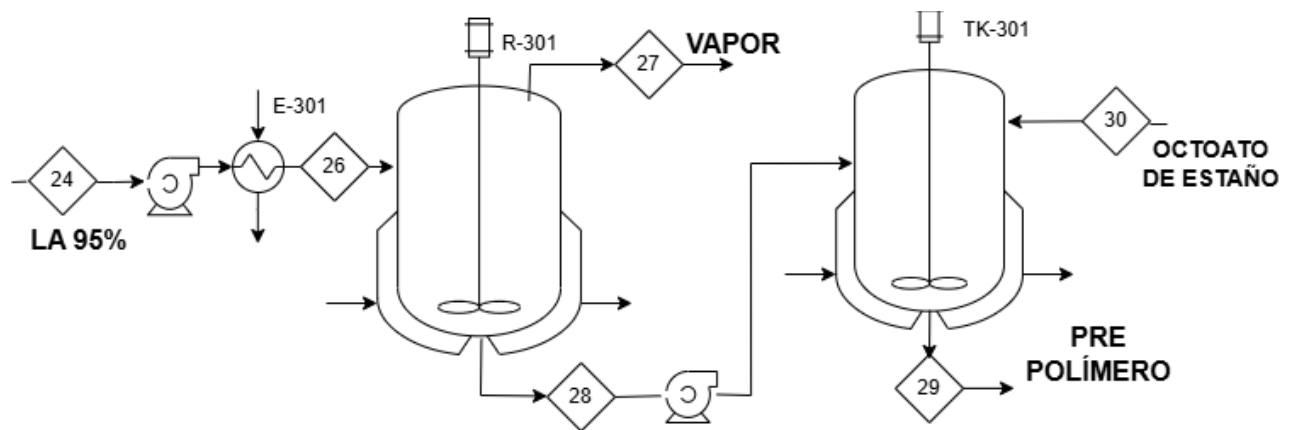 R-301
27
VAPOR
TK-301
E-301
24
26
30
LA 95%
OCTOATO
DE ESTAÑO
28
29
PRE
POLÍMERO